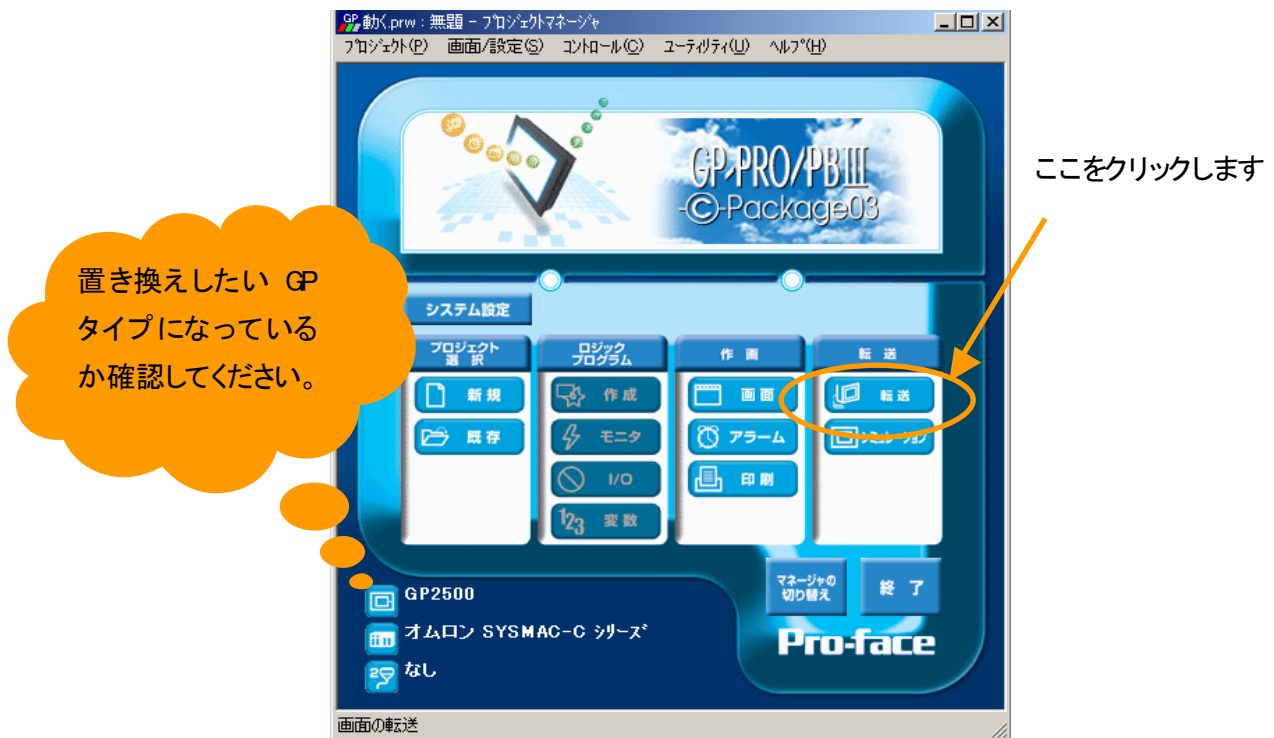 動く.prw : 無題 - プロジェクトマネージャ
プロジェクト(P) 画面/設定(S) コントロール(C) ユーティリティ(U) ヘルプ(H)
GP-PRO/PBⅢ
-©-Package03
ここをクリックします
置き換えしたい GP
タイプになっている
か確認してください。
システム設定
プロジェクト
選択
新規
既存
ロジック
プログラム
作成
モニタ
I/O
123 変数
作画
画面
アラーム
印刷
転送
転送
シミュレーション
マネージャの
切り替え
終了
GP2500
オムロン SYSMAC-C シリーズ
2 なし
Pro-face
画面の転送